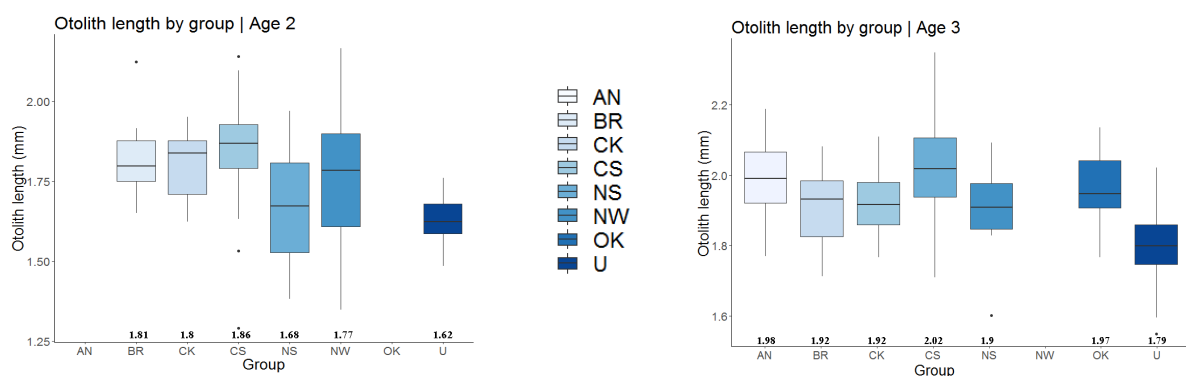 Otolith length by group | Age 2
Otolith length (mm)
2.00
1.75
1.50
1.25
1.81 1.8 1.86 1.68 1.77 1.62
AN BR CK CS NS NW OK U
Group
AN
BR
CK
CS
NS
NW
OK
U
Otolith length by group | Age 3
Otolith length (mm)
2.2
2.0
1.8
1.6
1.98 1.92 1.92 2.02 1.9 1.97 1.79
AN BR CK CS NS NW OK U
Group